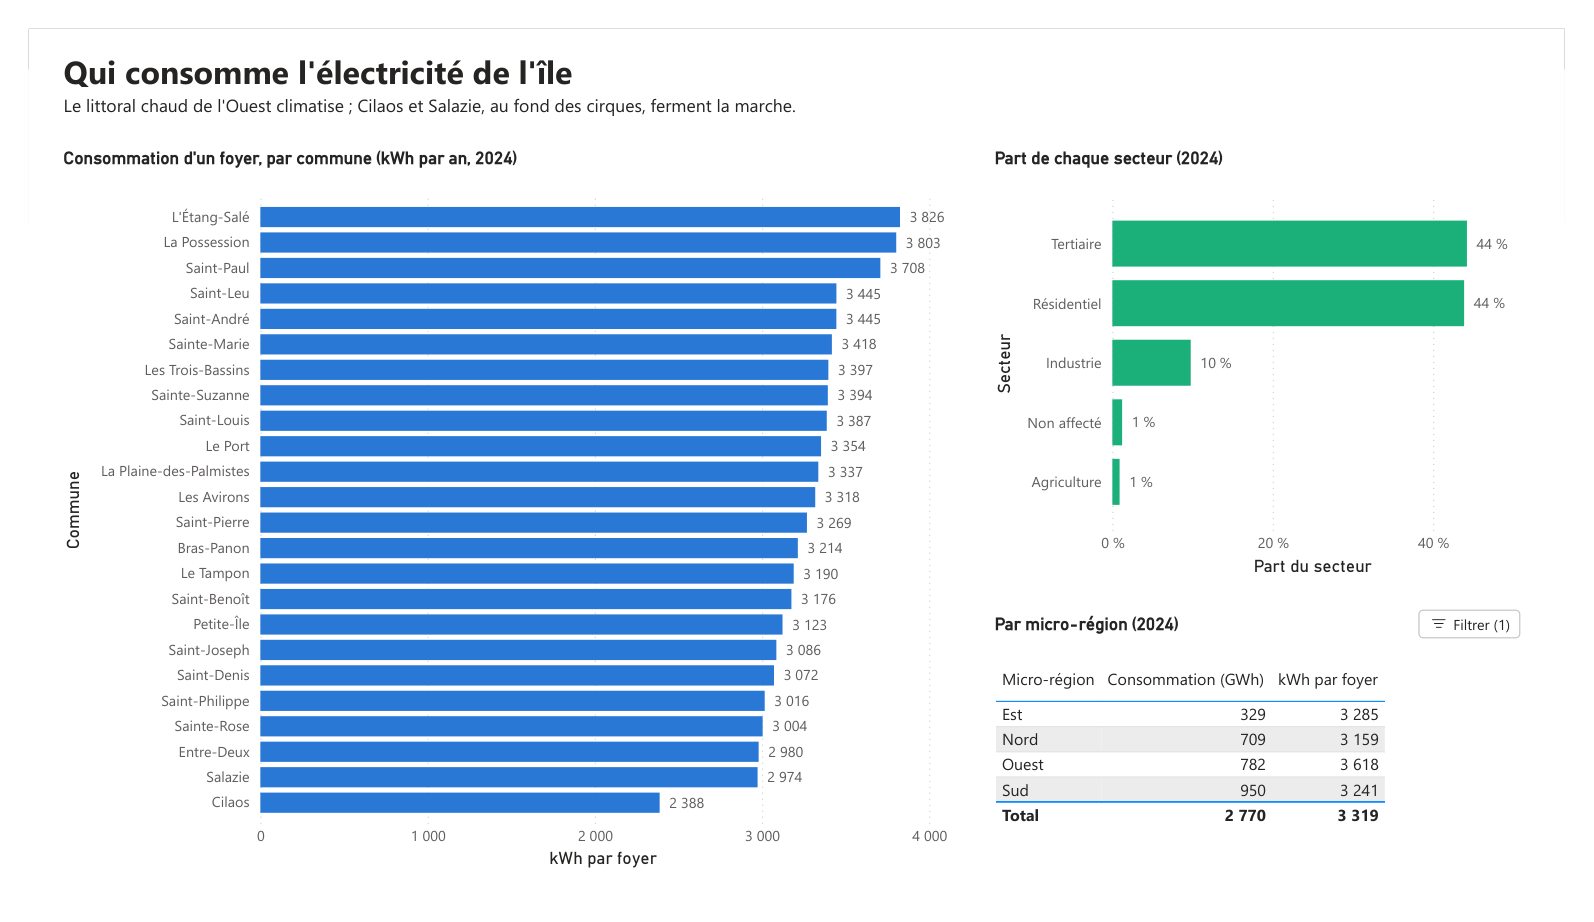 Qui consomme l'électricité de l'île
Le littoral chaud de l'Ouest climatise ; Cilaos et Salazie, au fond des cirques, ferment la marche.
Consommation d'un foyer, par commune (kWh par an, 2024)
Commune
L'Étang-Salé 3 826
La Possession 3 803
Saint-Paul 3 708
Saint-Leu 3 445
Saint-André 3 445
Sainte-Marie 3 418
Les Trois-Bassins 3 397
Sainte-Suzanne 3 394
Saint-Louis 3 387
Le Port 3 354
La Plaine-des-Palmistes 3 337
Les Avirons 3 318
Saint-Pierre 3 269
Bras-Panon 3 214
Le Tampon 3 190
Saint-Benoît 3 176
Petite-Île 3 123
Saint-Joseph 3 086
Saint-Denis 3 072
Saint-Philippe 3 016
Sainte-Rose 3 004
Entre-Deux 2 980
Salazie 2 974
Cilaos 2 388
0 1 000 2 000 3 000 4 000
kWh par foyer
Part de chaque secteur (2024)
Secteur
Tertiaire 44 %
Résidentiel 44 %
Industrie 10 %
Non affecté 1 %
Agriculture 1 %
0 % 20 % 40 %
Part du secteur
Par micro-région (2024)
Filtrer (1)
Micro-région Consommation (GWh) kWh par foyer
Est 329 3 285
Nord 709 3 159
Ouest 782 3 618
Sud 950 3 241
Total 2 770 3 319